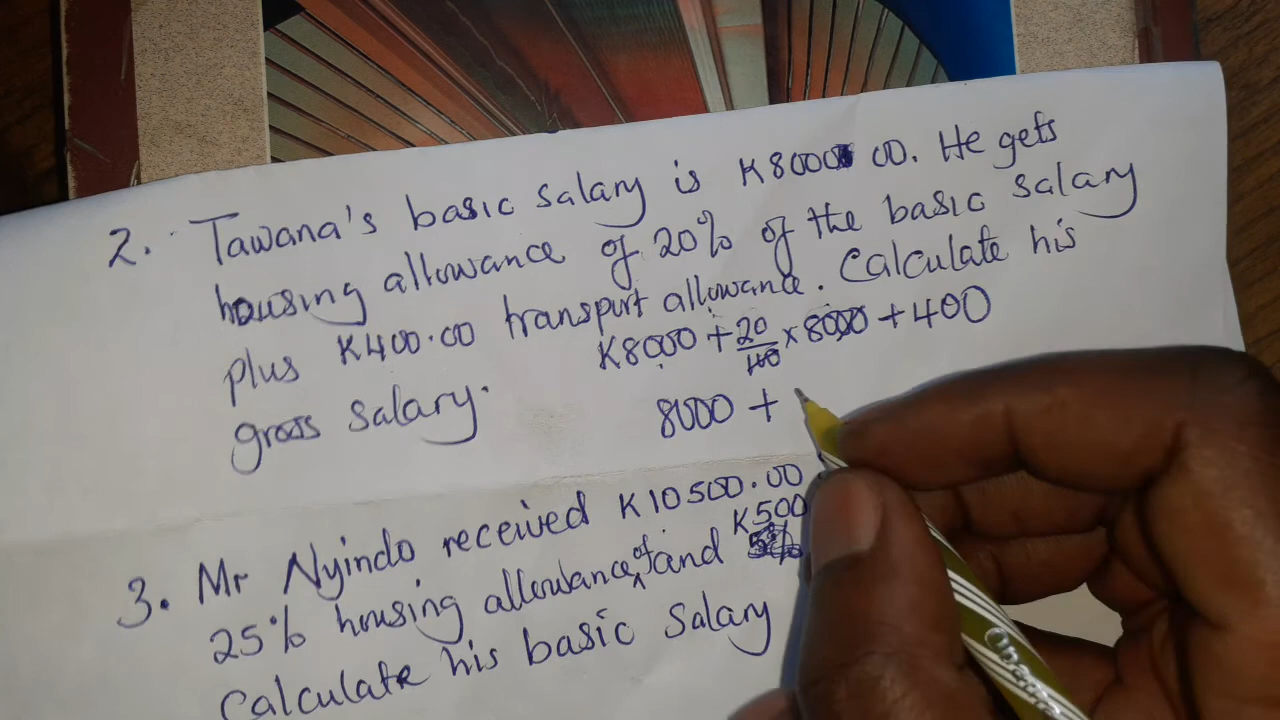 2. Tawana's basic salary is K8000 00. He gets
housing allowance of 20% of the basic salary
plus K400.00 transport allowance. Calculate his
gross salary.
K8000 + 20/100 x 8000 + 400
8000 +
3. Mr Nyindo received K10500.00
25% housing allowance of and K500
Calculate his basic salary